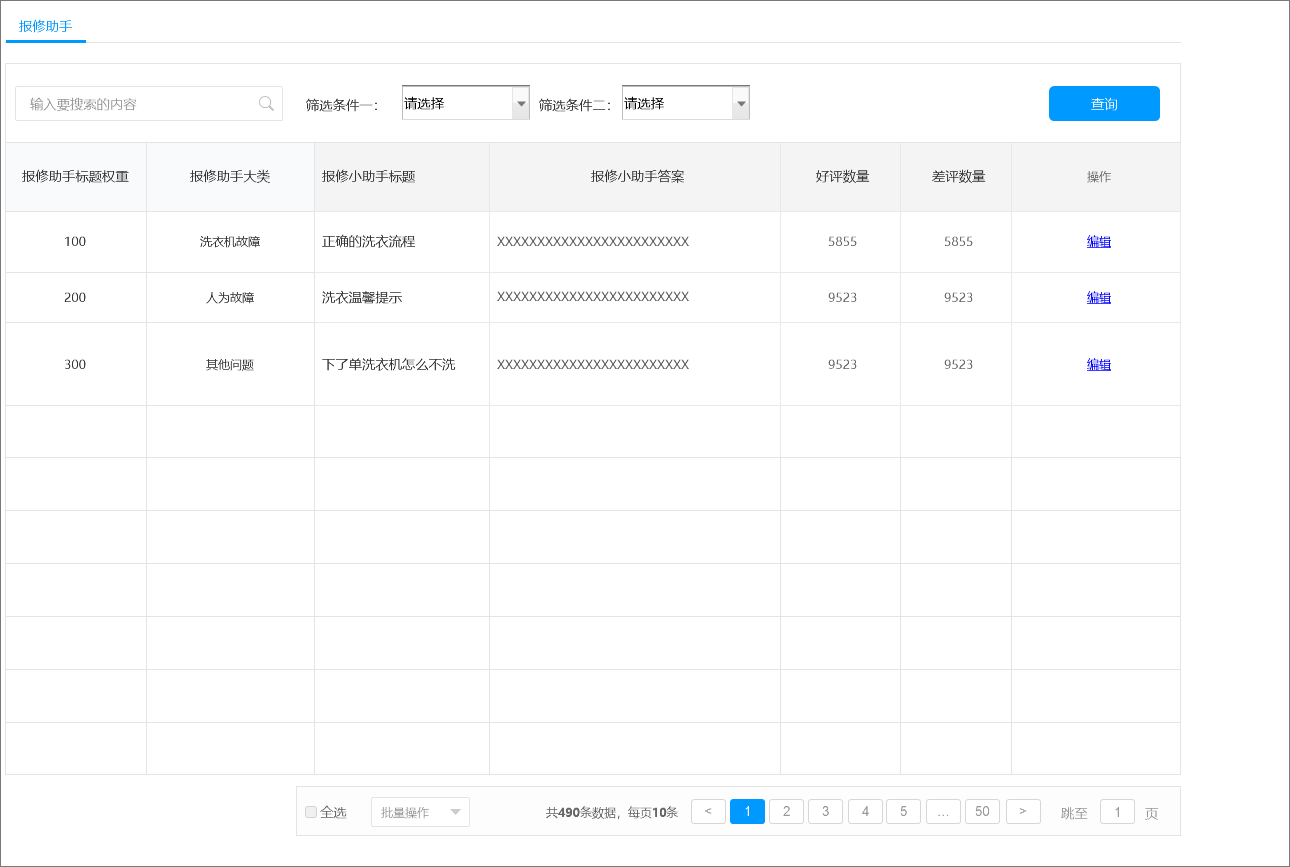 报修助手
输入要搜索的内容 筛选条件一： 请选择 筛选条件二： 请选择 查询
报修助手标题权重 报修助手大类 报修小助手标题 报修小助手答案 好评数量 差评数量 操作
100 洗衣机故障 正确的洗衣流程 XXXXXXXXXXXXXXXXXXXXXXXX 5855 5855 编辑
200 人为故障 洗衣温馨提示 XXXXXXXXXXXXXXXXXXXXXXXX 9523 9523 编辑
300 其他问题 下了单洗衣机怎么不洗 XXXXXXXXXXXXXXXXXXXXXXXX 9523 9523 编辑
全选 批量操作 共490条数据，每页10条 < 1 2 3 4 5 … 50 > 跳至 1 页